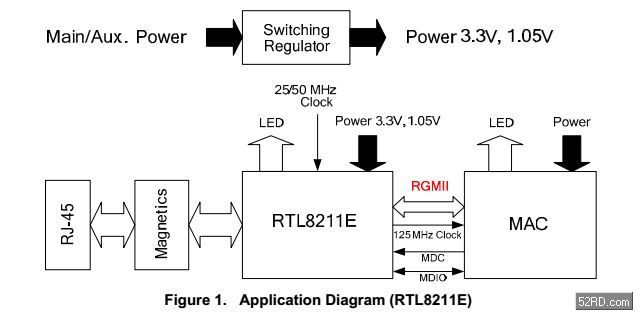 Main/Aux. Power
Switching
Regulator
Power 3.3V, 1.05V
25/50 MHz
Clock
LED
Power 3.3V, 1.05V
LED
Power
RJ-45
Magnetics
RTL8211E
RGMII
125 MHz Clock
MDC
MDIO
MAC
Figure 1. Application Diagram (RTL8211E)
52RD.com